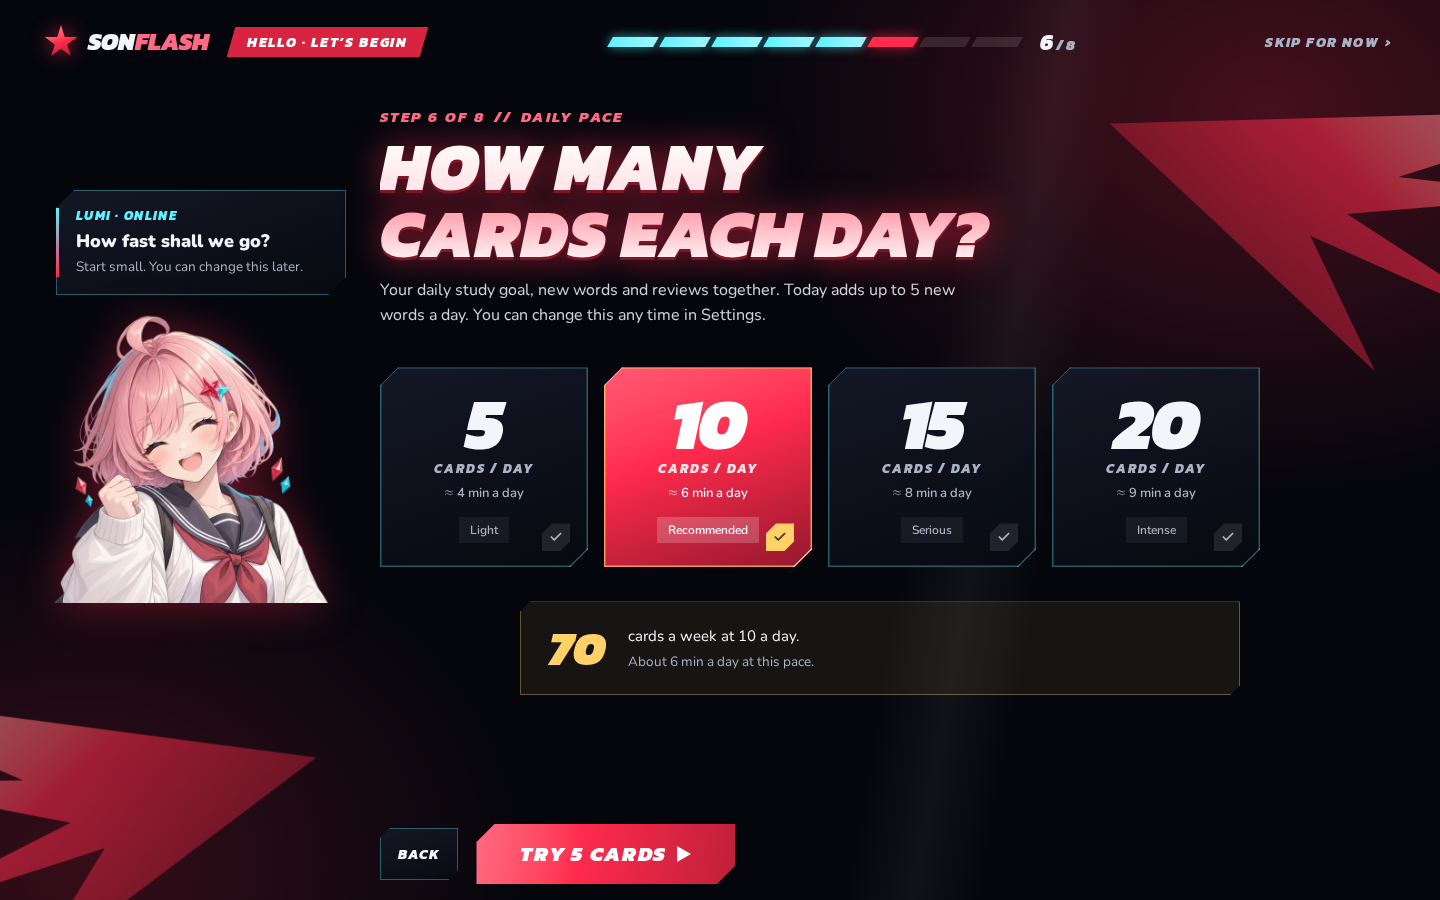 SONFLASH
HELLO · LET'S BEGIN
6 / 8
SKIP FOR NOW >
STEP 6 OF 8 // DAILY PACE
HOW MANY
CARDS EACH DAY?
Your daily study goal, new words and reviews together. Today adds up to 5 new
words a day. You can change this any time in Settings.
LUMI · ONLINE
How fast shall we go?
Start small. You can change this later.
5
CARDS / DAY
≈ 4 min a day
Light
10
CARDS / DAY
≈ 6 min a day
Recommended
15
CARDS / DAY
≈ 8 min a day
Serious
20
CARDS / DAY
≈ 9 min a day
Intense
70
cards a week at 10 a day.
About 6 min a day at this pace.
BACK
TRY 5 CARDS